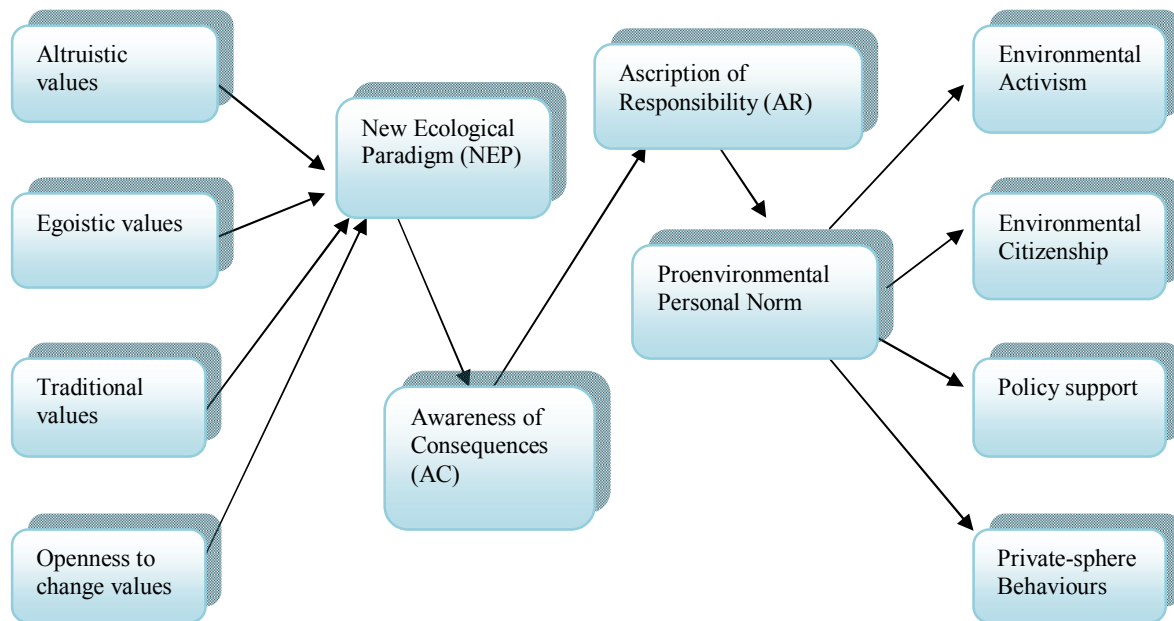 Altruistic
values
Egoistic values
Traditional
values
Openness to
change values
New Ecological
Paradigm (NEP)
Awareness of
Consequences
(AC)
Ascription of
Responsibility (AR)
Proenvironmental
Personal Norm
Environmental
Activism
Environmental
Citizenship
Policy support
Private-sphere
Behaviours